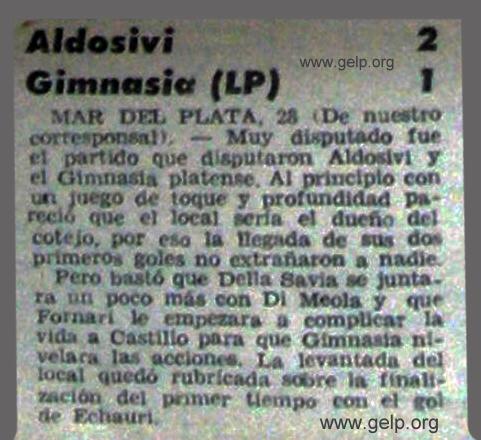 Aldosivi 2
www.gelp.org
Gimnasia (LP) 1
MAR DEL PLATA, 28 (De nuestro
corresponsal). — Muy disputado fue
el partido que disputaron Aldosivi y
el Gimnasia platense. Al principio con
un juego de toque y profundidad pa-
reció que el local sería el dueño del
cotejo, por eso la llegada de sus dos
primeros goles no extrañaron a nadie.
Pero bastó que Della Savia se junta-
ra un poco más con Di Meola y que
Fornari le empezara a complicar la
vida a Castillo para que Gimnasia ni-
velara las acciones. La levantada del
local quedó rubricada sobre la finali-
zación del primer tiempo con el gol
de Echauri.
www.gelp.org